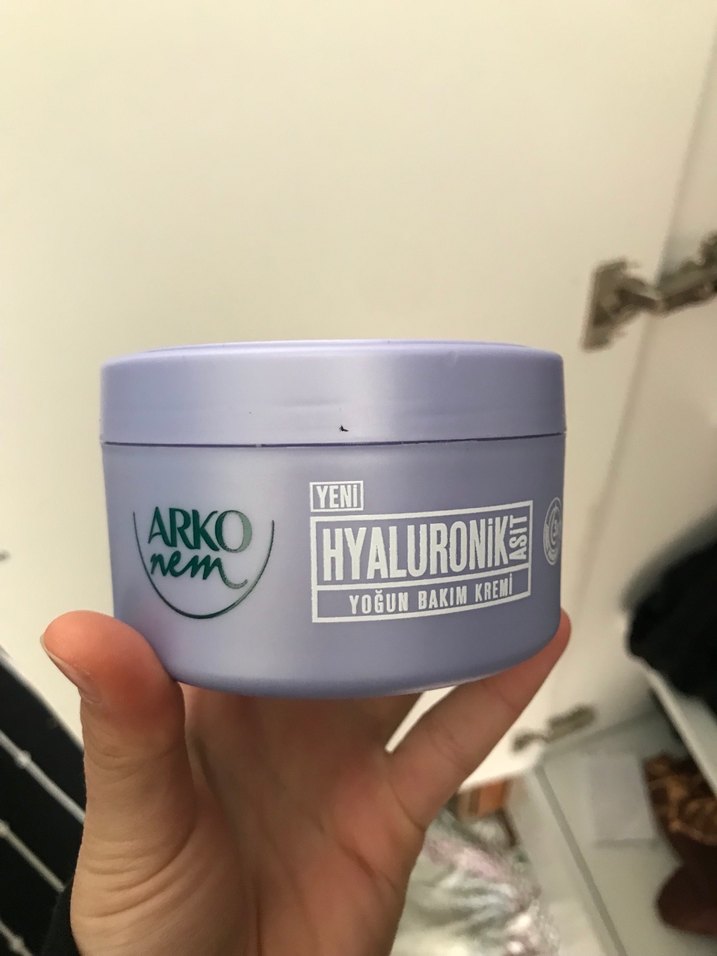 ARKO
nem
YENİ
HYALURONİK
ASİT
YOĞUN BAKIM KREMİ